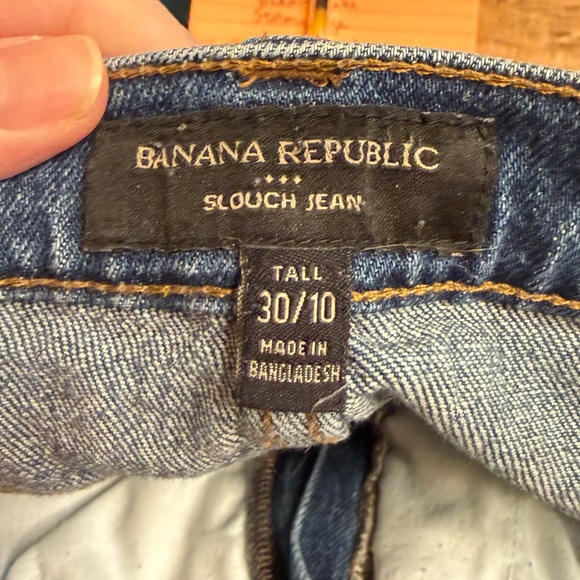 BANANA REPUBLIC
SLOUCH JEAN
TALL
30/10
MADE IN
BANGLADESH